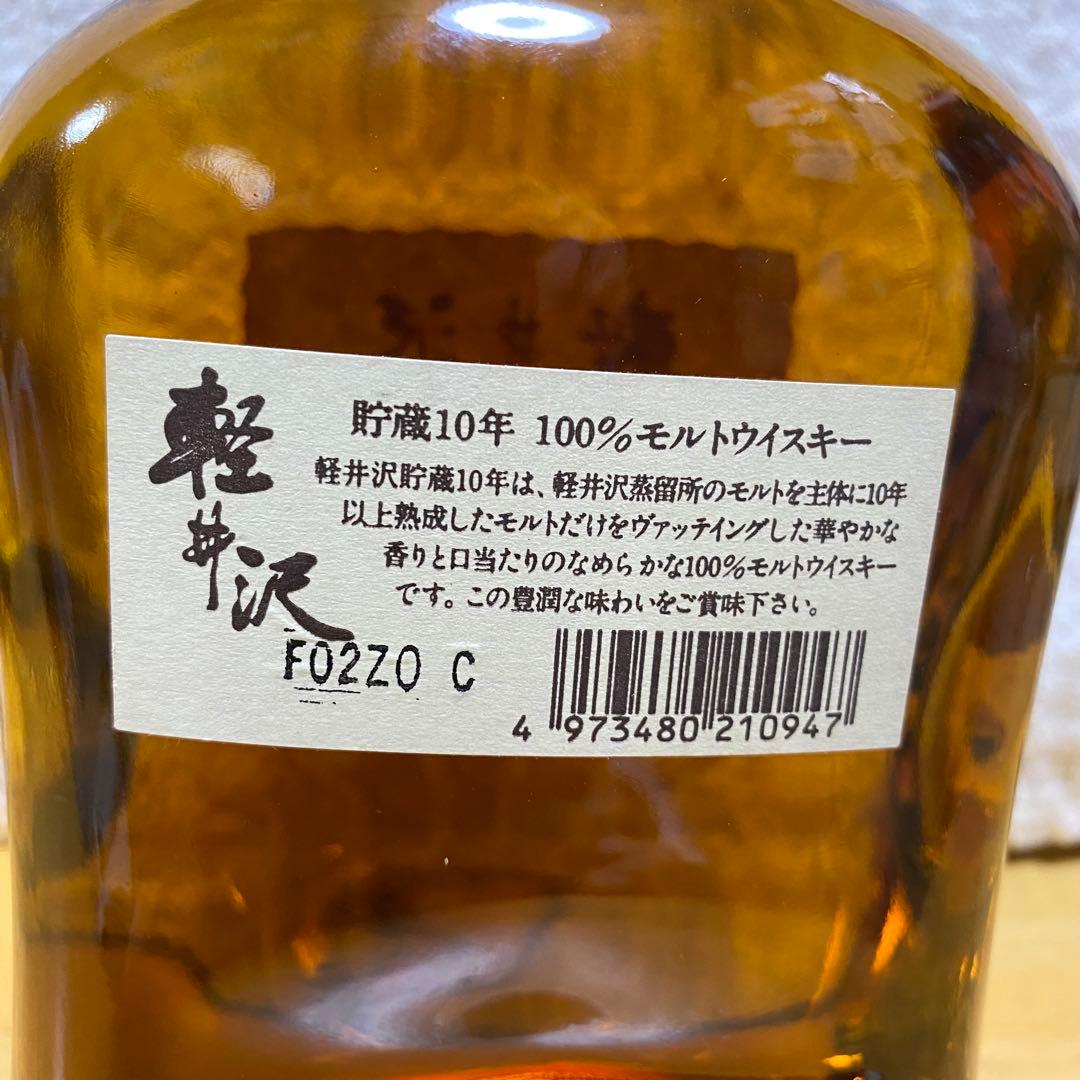 軽井沢
貯蔵10年 100%モルトウイスキー
軽井沢貯蔵10年は、軽井沢蒸留所のモルトを主体に10年
以上熟成したモルトだけをヴァッテイングした華やかな
香りと口当たりのなめらかな100%モルトウイスキー
です。この豊潤な味わいをご賞味下さい。
F02Z0 C
4 973480 210947